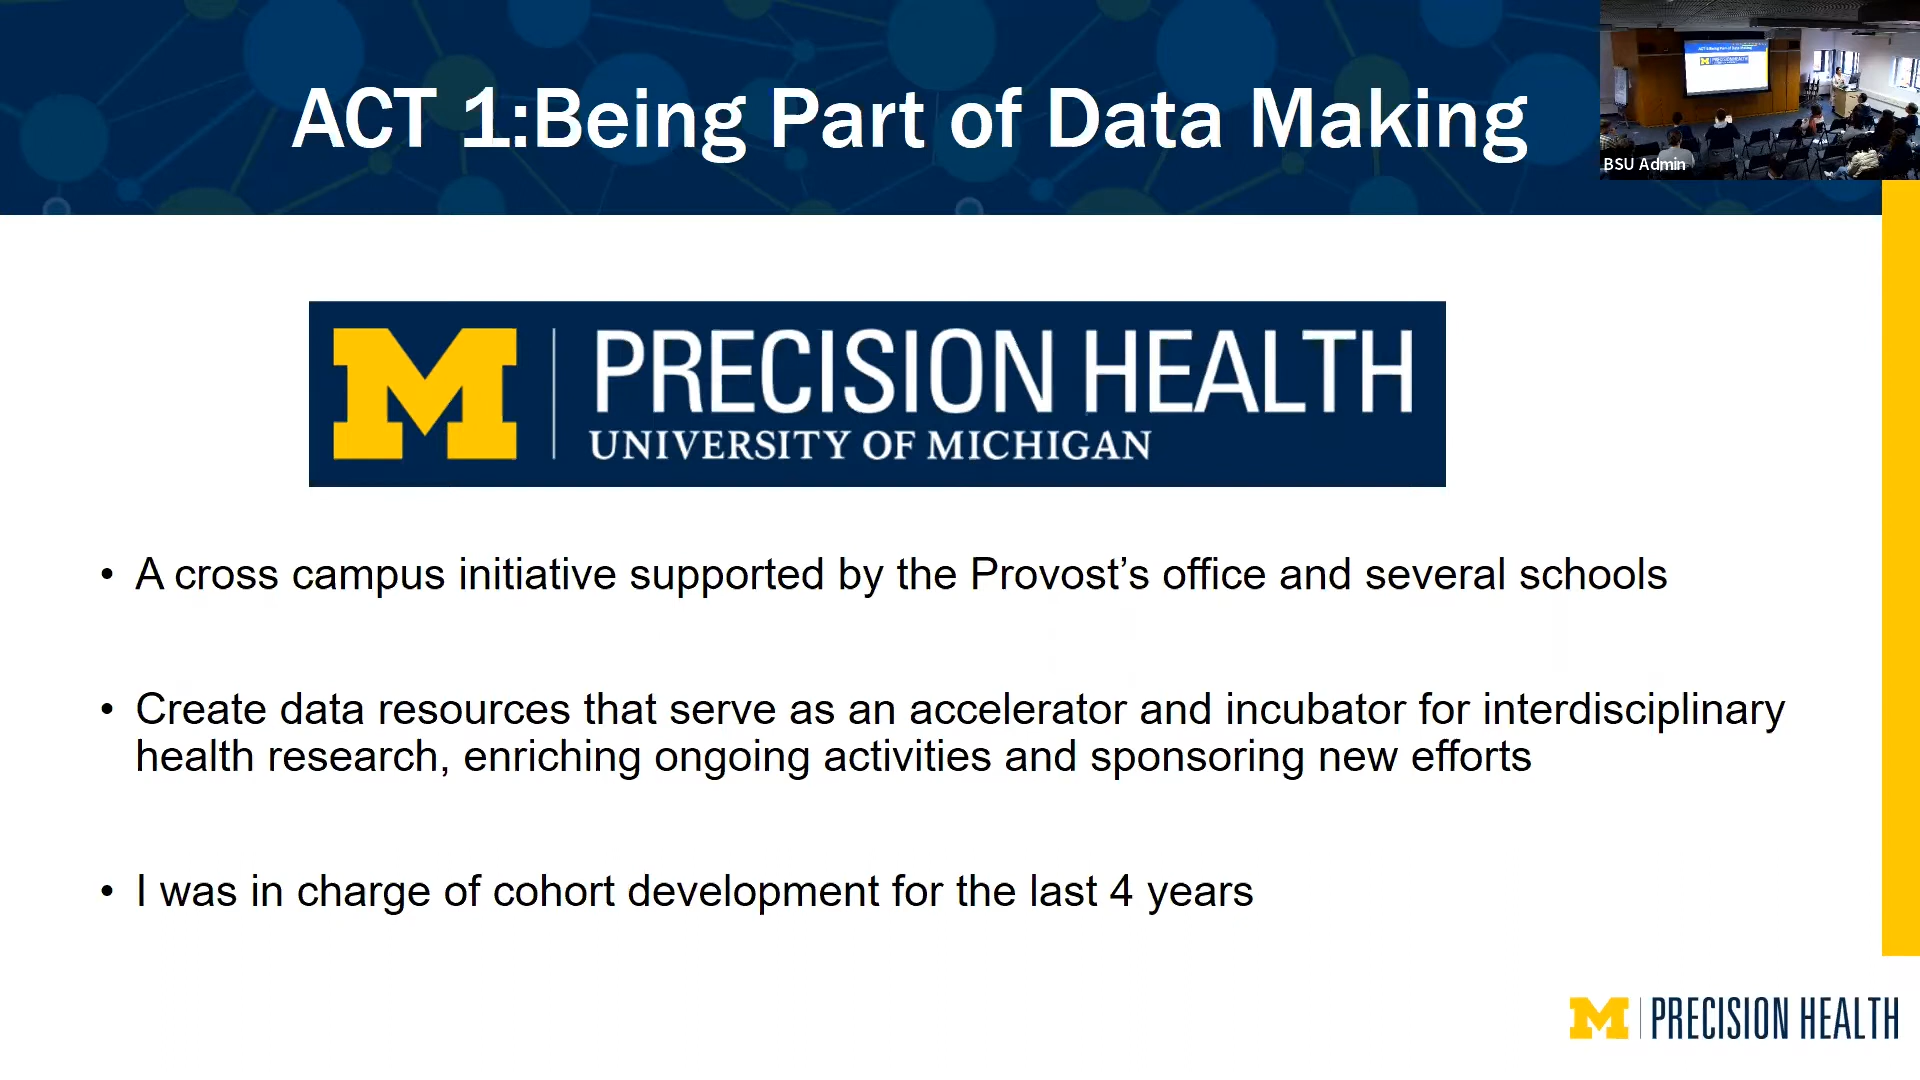 ACT 1:Being Part of Data Making
BSU Admin
M PRECISION HEALTH
UNIVERSITY OF MICHIGAN
• A cross campus initiative supported by the Provost’s office and several schools
• Create data resources that serve as an accelerator and incubator for interdisciplinary
health research, enriching ongoing activities and sponsoring new efforts
• I was in charge of cohort development for the last 4 years
M PRECISION HEALTH